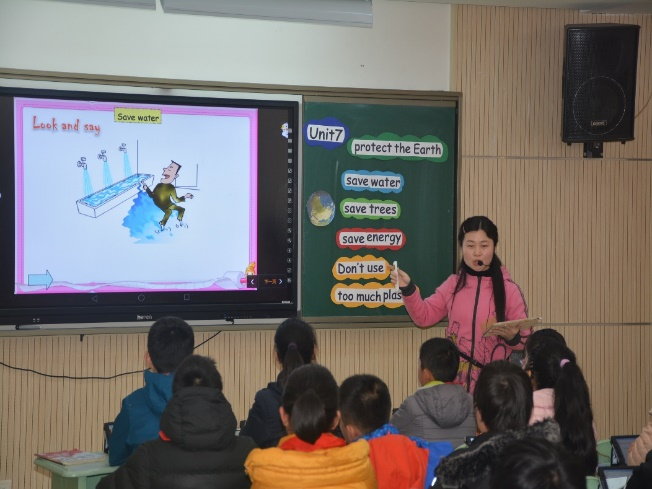 Save water
Look and say
Unit7
protect the Earth
save water
save trees
save energy
Don't use
too much plas